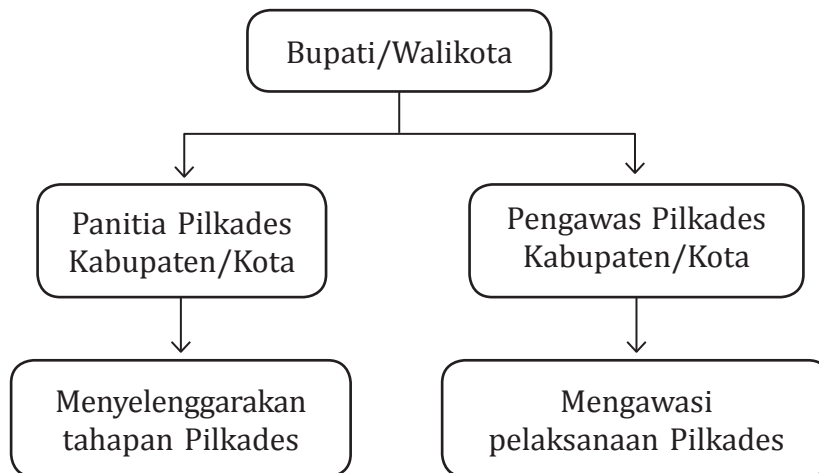 Bupati/Walikota
Panitia Pilkades
Kabupaten/Kota
Pengawas Pilkades
Kabupaten/Kota
Menyelenggarakan
tahapan Pilkades
Mengawasi
pelaksanaan Pilkades